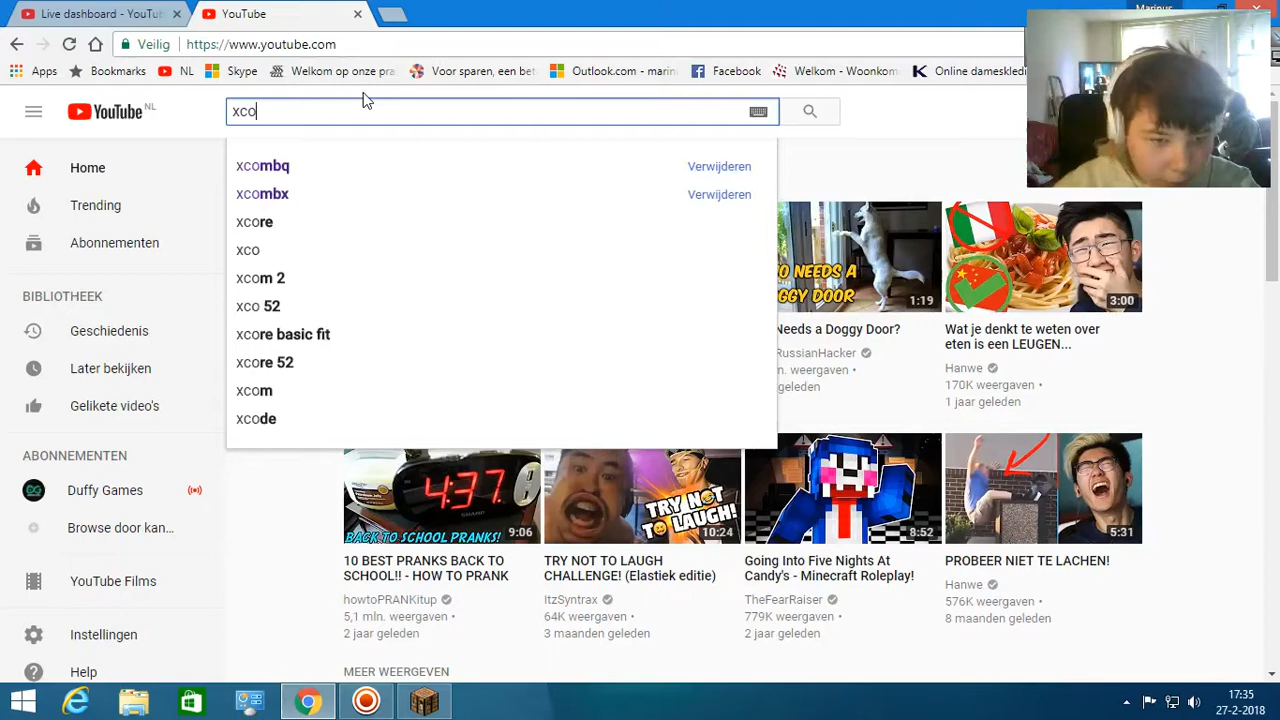 Live dashboard - YouTu
YouTube
Marinus
Veilig
https://www.youtube.com
Apps
Bookmarks
NL
Skype
Welkom op onze pra
Voor sparen, een bet
Outlook.com - marin
Facebook
Welkom - Woonkom
Online dameskledi
YouTube NL
xco
xcombq
Verwijderen
xcombx
Verwijderen
xcore
xco
xcom 2
xco 52
xcore basic fit
xcore 52
xcom
xcode
Home
Trending
Abonnementen
BIBLIOTHEEK
Geschiedenis
Later bekijken
Gelikete video's
ABONNEMENTEN
Duffy Games
Browse door kan...
YouTube Films
Instellingen
Help
NEEDS A
GGY DOOR
1:19
Needs a Doggy Door?
RussianHacker
n. weergaven •
geleden
3:00
Wat je denkt te weten over
eten is een LEUGEN...
Hanwe
170K weergaven •
1 jaar geleden
4:37
SHARP
BACK TO SCHOOL PRANKS!
9:06
10 BEST PRANKS BACK TO
SCHOOL!! - HOW TO PRANK
howtoPRANKitup
5,1 mln. weergaven •
2 jaar geleden
TRY NOT
TO LAUGH!
10:24
TRY NOT TO LAUGH
CHALLENGE! (Elastiek editie)
ItzSyntrax
64K weergaven •
3 maanden geleden
8:52
Going Into Five Nights At
Candy's - Minecraft Roleplay!
TheFearRaiser
779K weergaven •
2 jaar geleden
5:31
PROBEER NIET TE LACHEN!
Hanwe
576K weergaven •
8 maanden geleden
MEER WEERGEVEN
17:35
27-2-2018